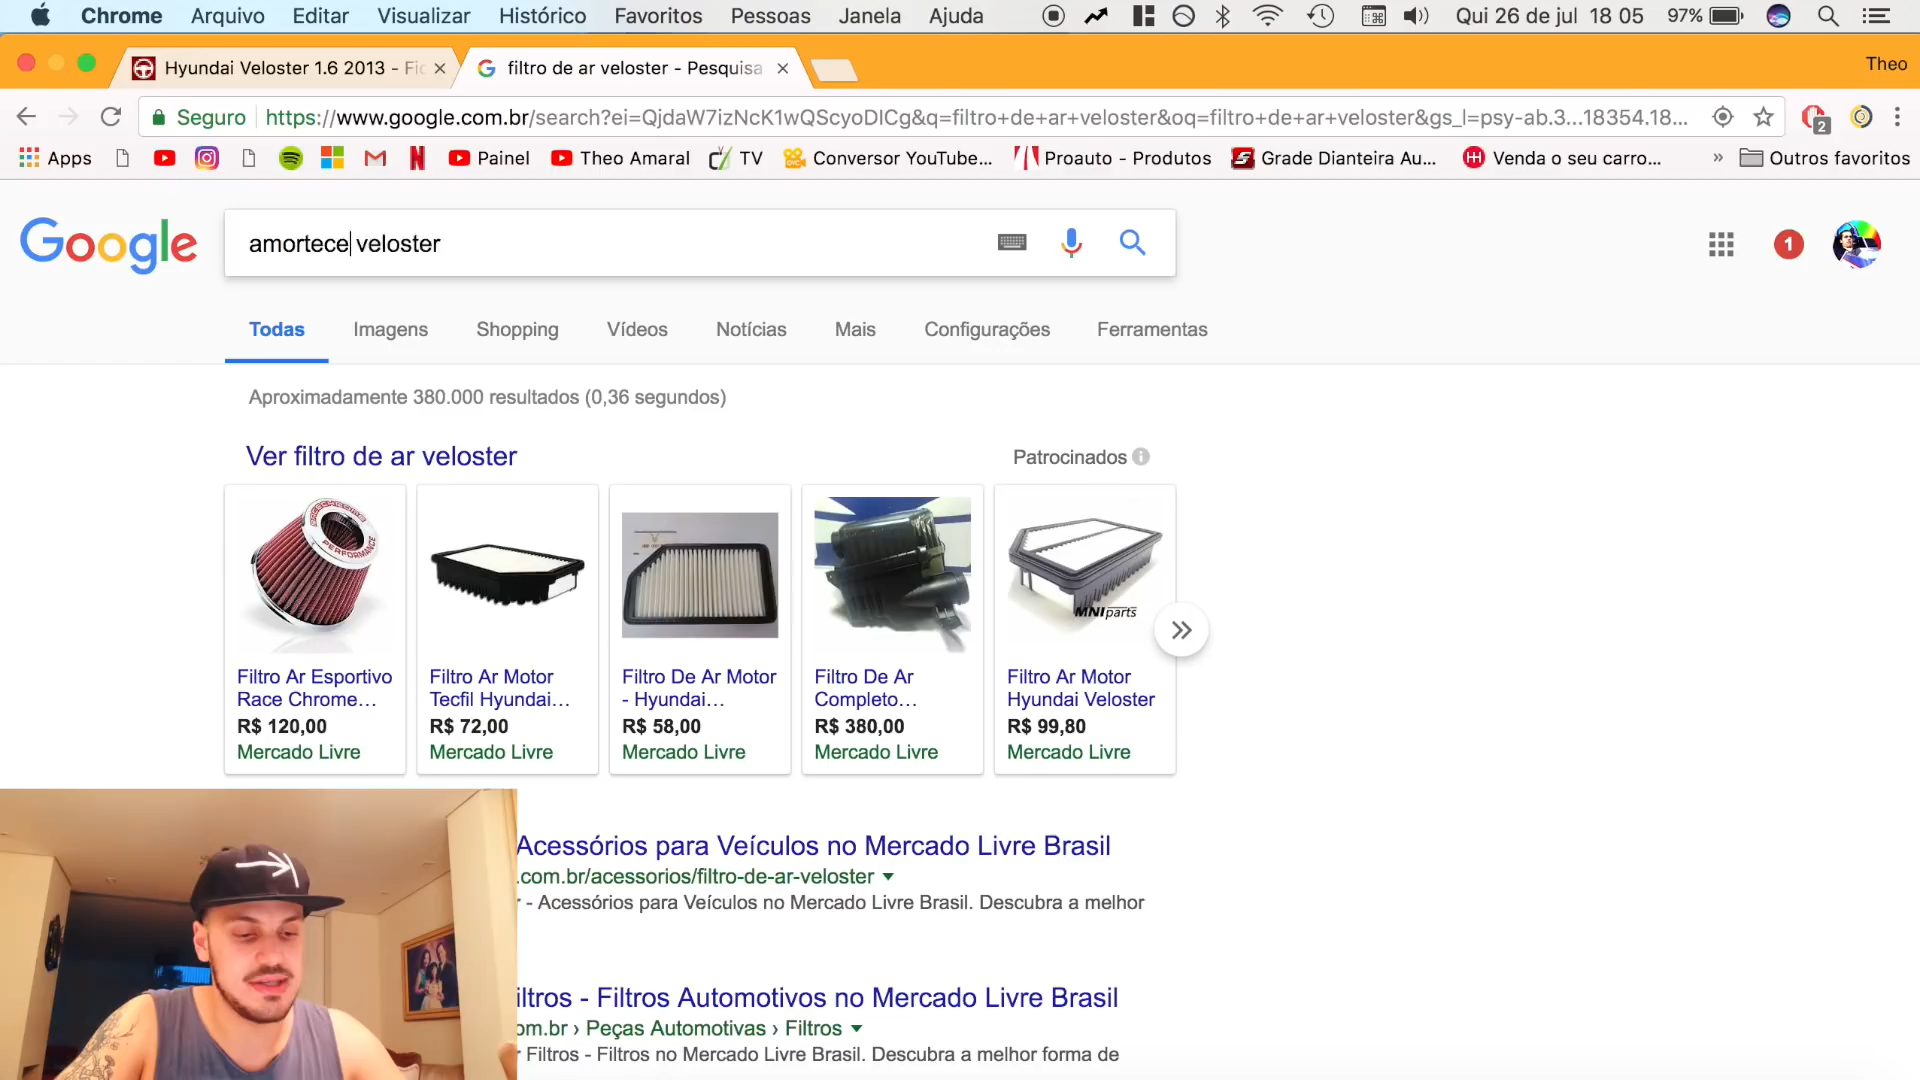 Chrome Arquivo Editar Visualizar Histórico Favoritos Pessoas Janela Ajuda Qui 26 de jul 18 05 97%
Hyundai Veloster 1.6 2013 - Fic filtro de ar veloster - Pesquisa Theo
Seguro https://www.google.com.br/search?ei=QjdaW7izNcK1wQScyoDICg&q=filtro+de+ar+veloster&oq=filtro+de+ar+veloster&gs_l=psy-ab.3...18354.18... 2
Apps Painel Theo Amaral TV Conversor YouTube... Proauto - Produtos Grade Dianteira Au... Venda o seu carro... » Outros favoritos
Google amortece veloster 1
Todas Imagens Shopping Vídeos Notícias Mais Configurações Ferramentas
Aproximadamente 380.000 resultados (0,36 segundos)
Ver filtro de ar veloster Patrocinados
RACECHROME
PERFORMANCE
MNIparts
Filtro Ar Esportivo
Race Chrome...
R$ 120,00
Mercado Livre
Filtro Ar Motor
Tecfil Hyundai...
R$ 72,00
Mercado Livre
Filtro De Ar Motor
- Hyundai...
R$ 58,00
Mercado Livre
Filtro De Ar
Completo...
R$ 380,00
Mercado Livre
Filtro Ar Motor
Hyundai Veloster
R$ 99,80
Mercado Livre
Acessórios para Veículos no Mercado Livre Brasil
.com.br/acessorios/filtro-de-ar-veloster
- Acessórios para Veículos no Mercado Livre Brasil. Descubra a melhor
iltros - Filtros Automotivos no Mercado Livre Brasil
om.br › Peças Automotivas › Filtros
Filtros - Filtros no Mercado Livre Brasil. Descubra a melhor forma de